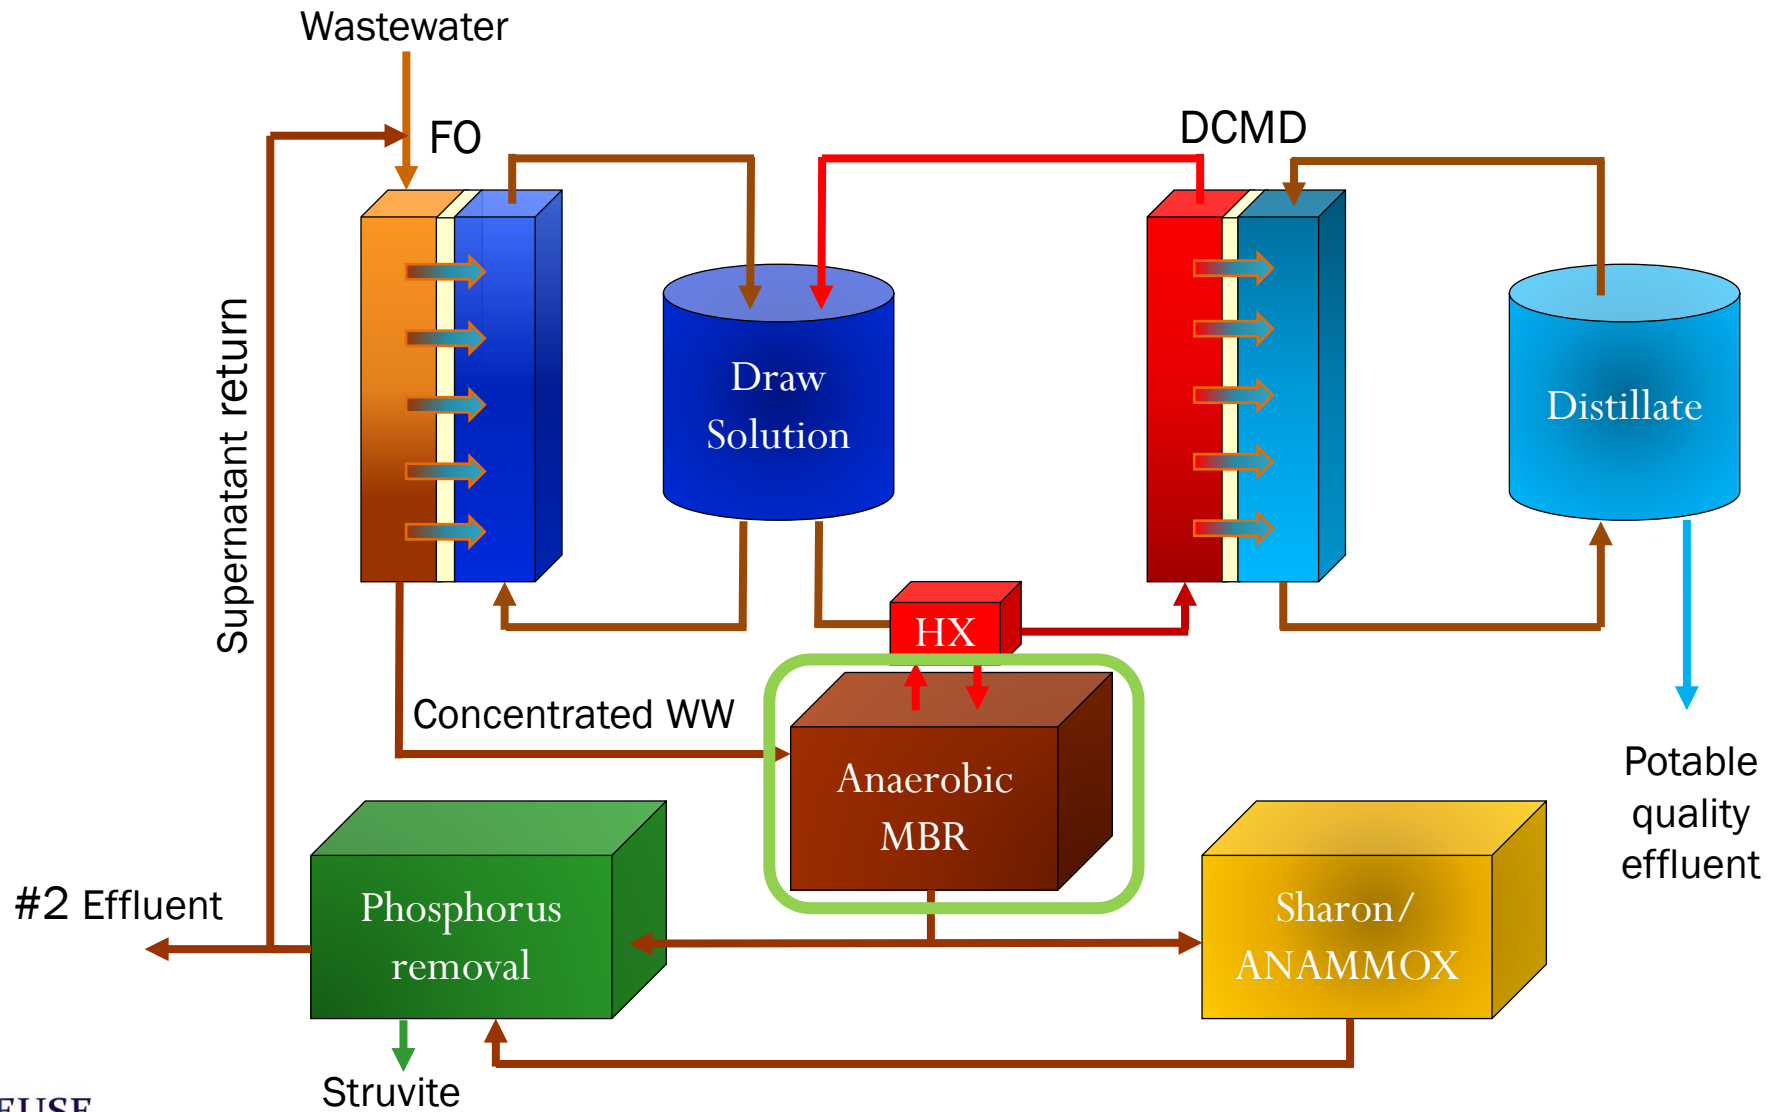 Wastewater
FO
DCMD
Supernatant return
Draw
Solution
Distillate
HX
Concentrated WW
Anaerobic
MBR
Potable
quality
effluent
#2 Effluent
Phosphorus
removal
Sharon/
ANAMMOX
Struvite